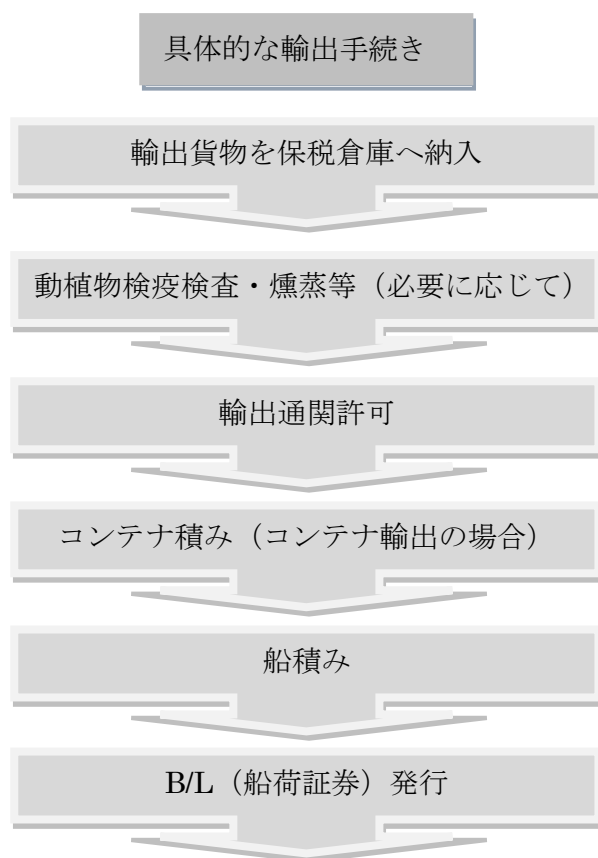 具体的な輸出手続き
輸出貨物を保税倉庫へ納入
動植物検疫検査・燻蒸等（必要に応じて）
輸出通関許可
コンテナ積み（コンテナ輸出の場合）
船積み
B/L（船荷証券）発行